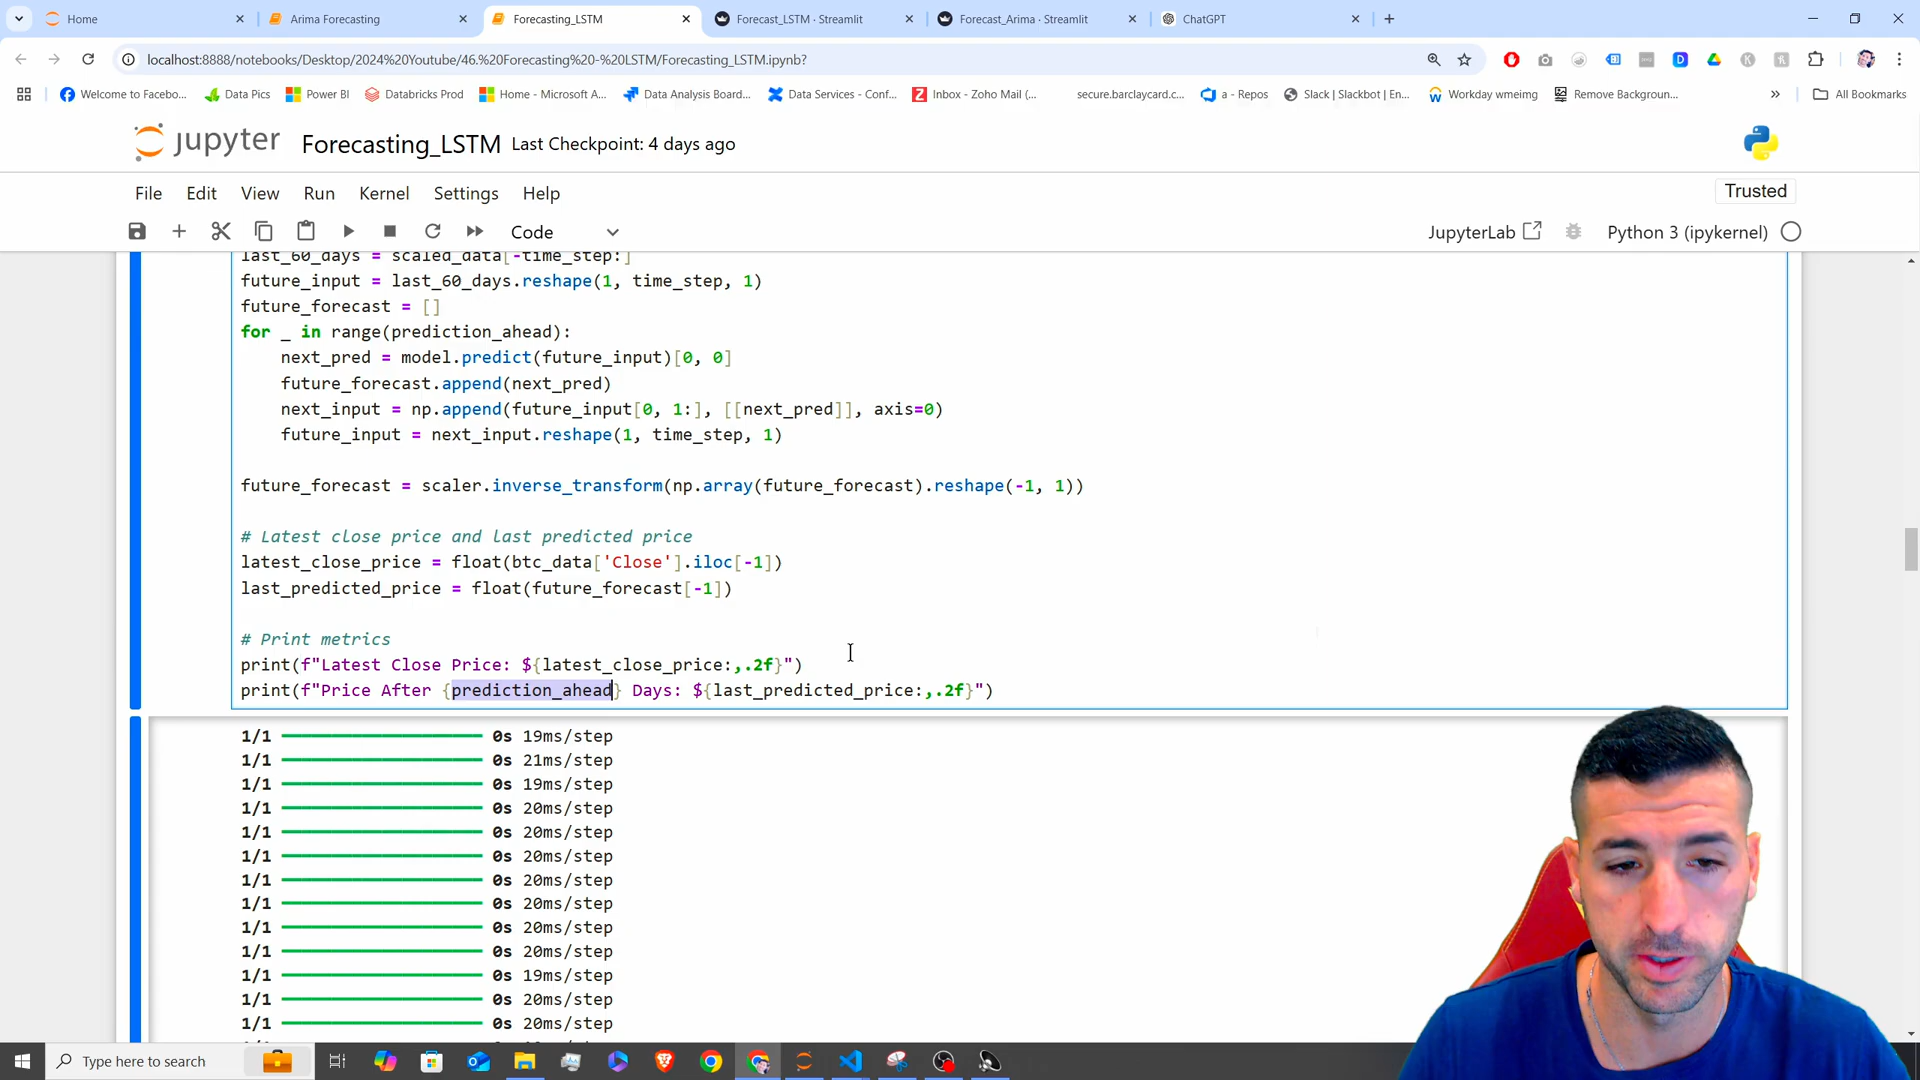 Home
Arima Forecasting
Forecasting_LSTM
Forecast_LSTM · Streamlit
Forecast_Arima · Streamlit
ChatGPT
localhost:8888/notebooks/Desktop/2024%20Youtube/46.%20Forecasting%20-%20LSTM/Forecasting_LSTM.ipynb?
Welcome to Facebo...
Data Pics
Power BI
Databricks Prod
Home - Microsoft A...
Data Analysis Board...
Data Services - Conf...
Inbox - Zoho Mail (...
secure.barclaycard.c...
a - Repos
Slack | Slackbot | En...
Workday wmeimg
Remove Backgroun...
All Bookmarks
jupyter Forecasting_LSTM Last Checkpoint: 4 days ago
File Edit View Run Kernel Settings Help
Trusted
Code
JupyterLab
Python 3 (ipykernel)
last_60_days = scaled_data[-time_step:]
future_input = last_60_days.reshape(1, time_step, 1)
future_forecast = []
for _ in range(prediction_ahead):
    next_pred = model.predict(future_input)[0, 0]
    future_forecast.append(next_pred)
    next_input = np.append(future_input[0, 1:], [[next_pred]], axis=0)
    future_input = next_input.reshape(1, time_step, 1)
future_forecast = scaler.inverse_transform(np.array(future_forecast).reshape(-1, 1))
# Latest close price and last predicted price
latest_close_price = float(btc_data['Close'].iloc[-1])
last_predicted_price = float(future_forecast[-1])
# Print metrics
print(f"Latest Close Price: ${latest_close_price:,.2f}")
print(f"Price After {prediction_ahead} Days: ${last_predicted_price:,.2f}")
1/1 0s 19ms/step
1/1 0s 21ms/step
1/1 0s 19ms/step
1/1 0s 20ms/step
1/1 0s 20ms/step
1/1 0s 20ms/step
1/1 0s 20ms/step
1/1 0s 20ms/step
1/1 0s 20ms/step
1/1 0s 20ms/step
1/1 0s 19ms/step
1/1 0s 20ms/step
1/1 0s 20ms/step
Type here to search